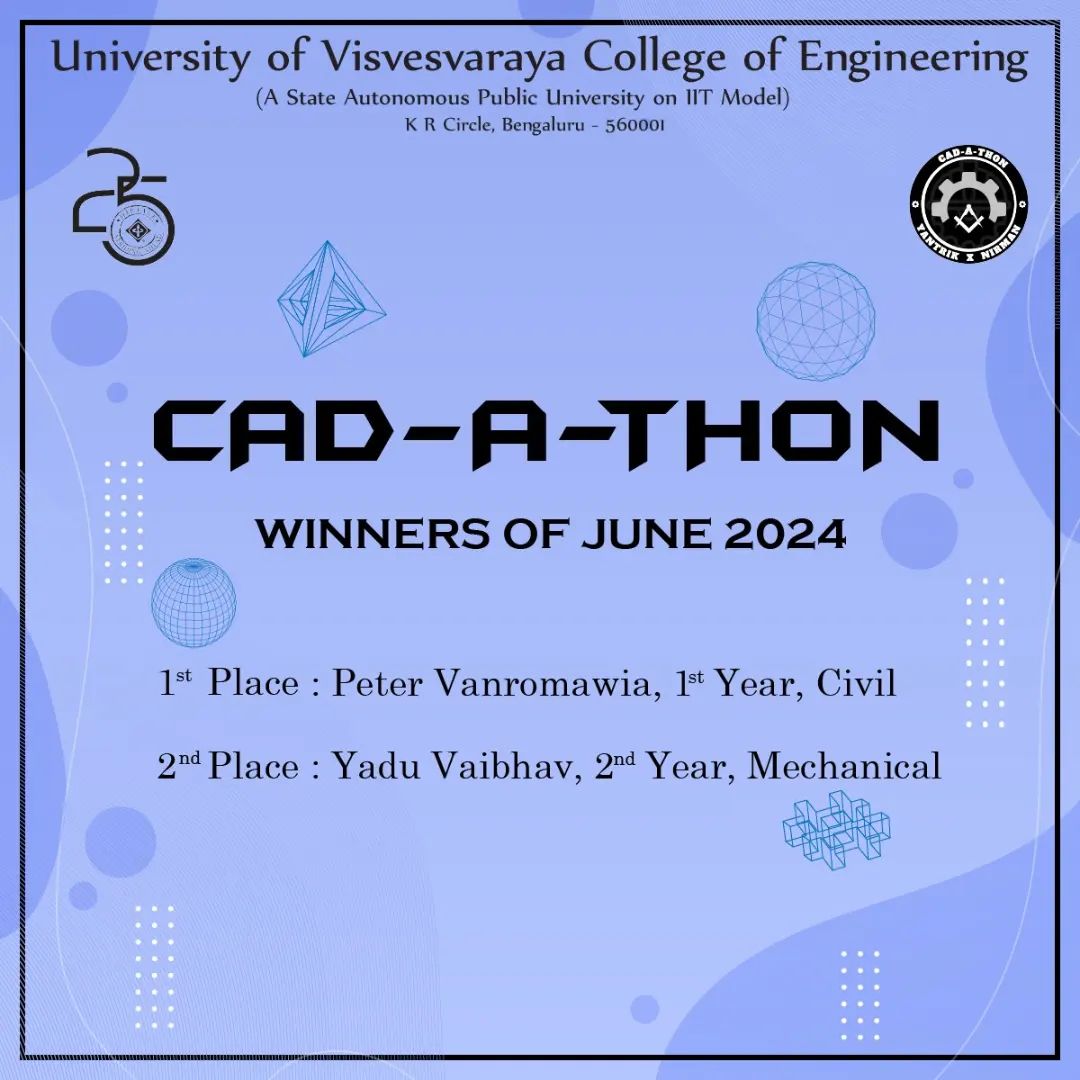 University of Visvesvaraya College of Engineering
(A State Autonomous Public University on IIT Model)
K R Circle, Bengaluru - 560001
25
CAD-A-THON
YANTRIK X NIRMAN
CAD-A-THON
WINNERS OF JUNE 2024
1st Place : Peter Vanromawia, 1st Year, Civil
2nd Place : Yadu Vaibhav, 2nd Year, Mechanical